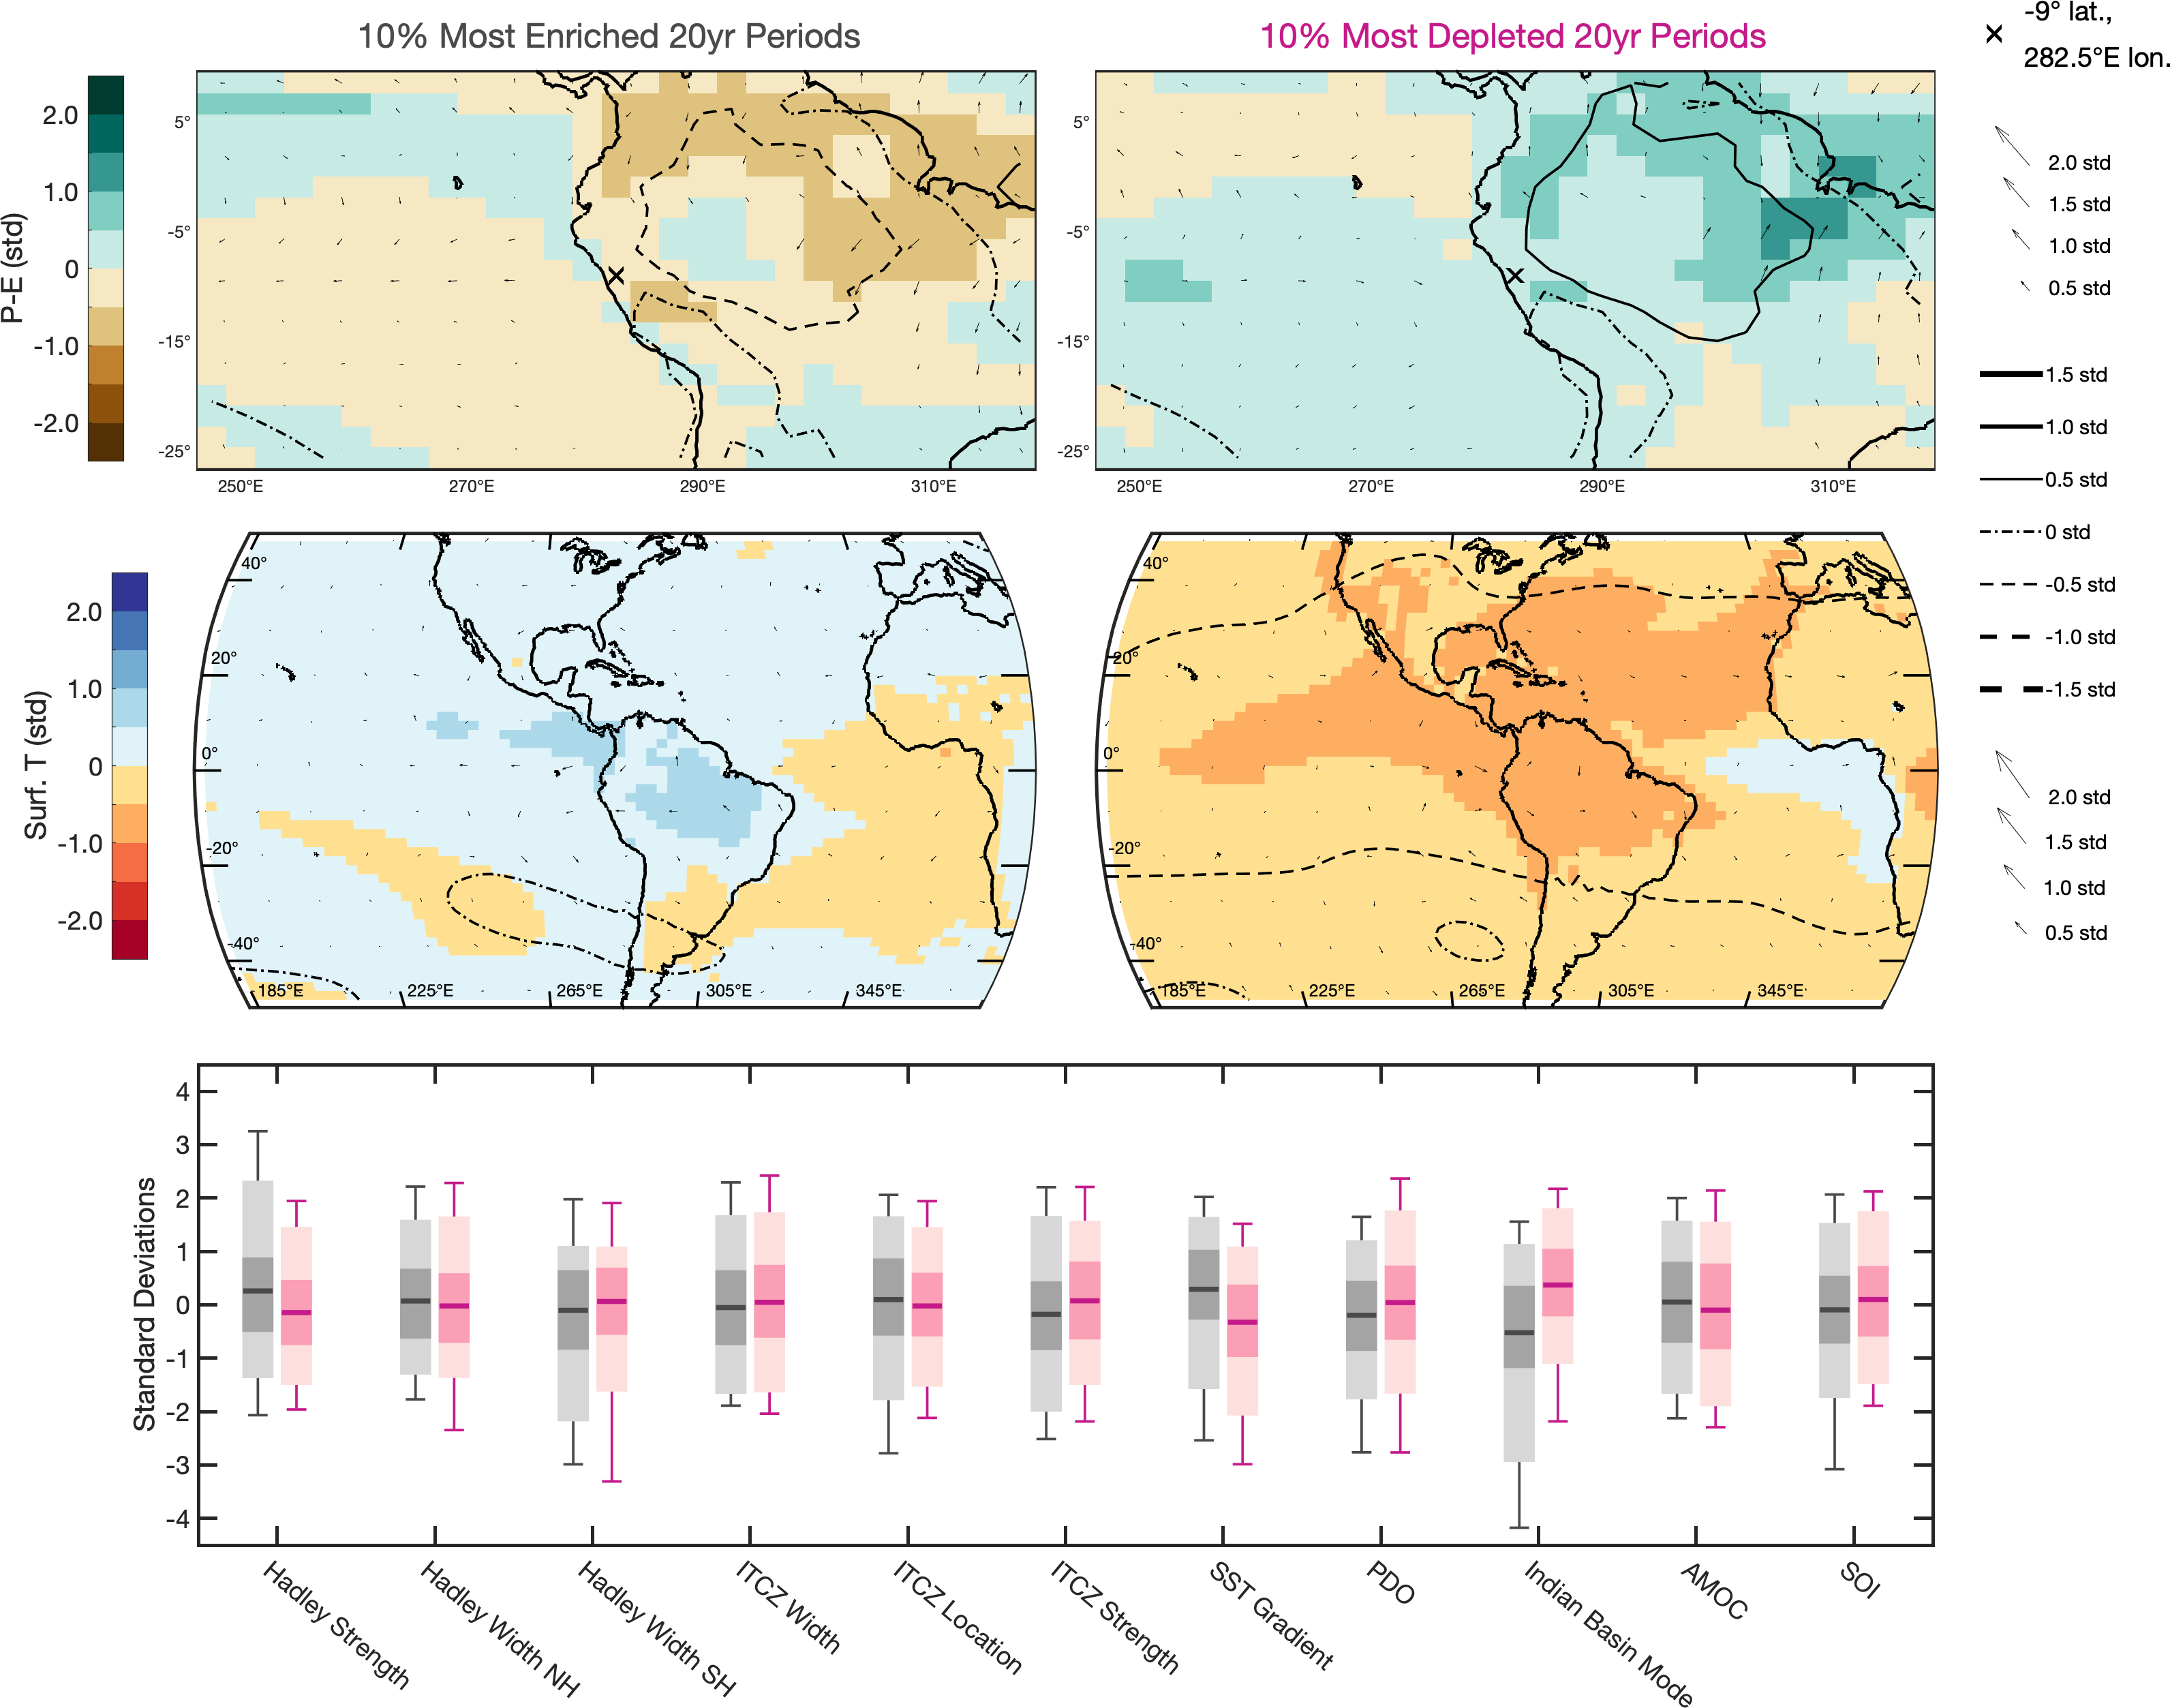 10% Most Enriched 20yr Periods
10% Most Depleted 20yr Periods
-9° lat.,
282.5°E lon.
P-E (std)
2.0
1.0
0
-1.0
-2.0
5°
-5°
-15°
-25°
250°E
270°E
290°E
310°E
5°
-5°
-15°
-25°
250°E
270°E
290°E
310°E
2.0 std
1.5 std
1.0 std
0.5 std
1.5 std
1.0 std
0.5 std
0 std
-0.5 std
-1.0 std
-1.5 std
Surf. T (std)
2.0
1.0
0
-1.0
-2.0
40°
20°
0°
-20°
-40°
185°E
225°E
265°E
305°E
345°E
40°
20°
0°
-20°
-40°
185°E
225°E
265°E
305°E
345°E
2.0 std
1.5 std
1.0 std
0.5 std
Standard Deviations
4
3
2
1
0
-1
-2
-3
-4
Hadley Strength
Hadley Width NH
Hadley Width SH
ITCZ Width
ITCZ Location
ITCZ Strength
SST Gradient
PDO
Indian Basin Mode
AMOC
SOI